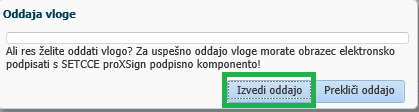 Oddaja vloge
Ali res želite oddati vlogo? Za uspešno oddajo vloge morate obrazec elektronsko
podpisati s SETCCE proXSign podpisno komponento!
Izvedi oddajo
Prekliči oddajo